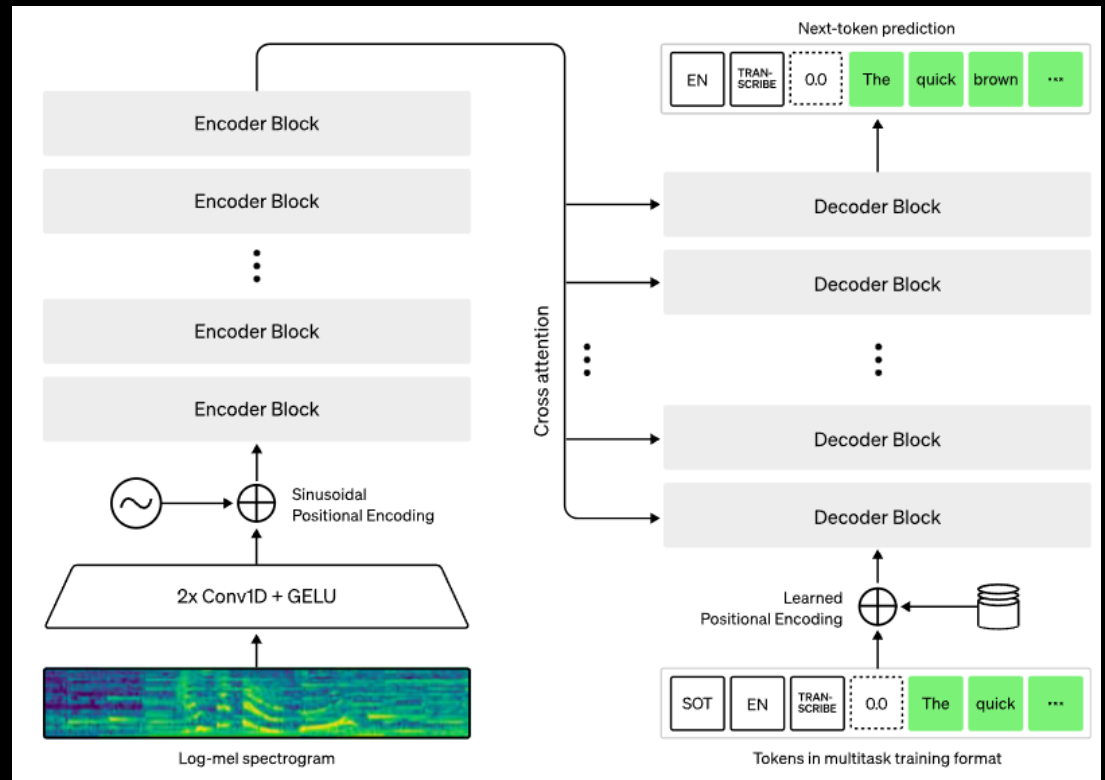 Next-token prediction
EN
TRAN-
SCRIBE
0.0
The
quick
brown
...
Encoder Block
Encoder Block
Encoder Block
Encoder Block
Sinusoidal
Positional Encoding
2x Conv1D + GELU
Log-mel spectrogram
Cross attention
Decoder Block
Decoder Block
Decoder Block
Decoder Block
Learned
Positional Encoding
SOT
EN
TRAN-
SCRIBE
0.0
The
quick
...
Tokens in multitask training format